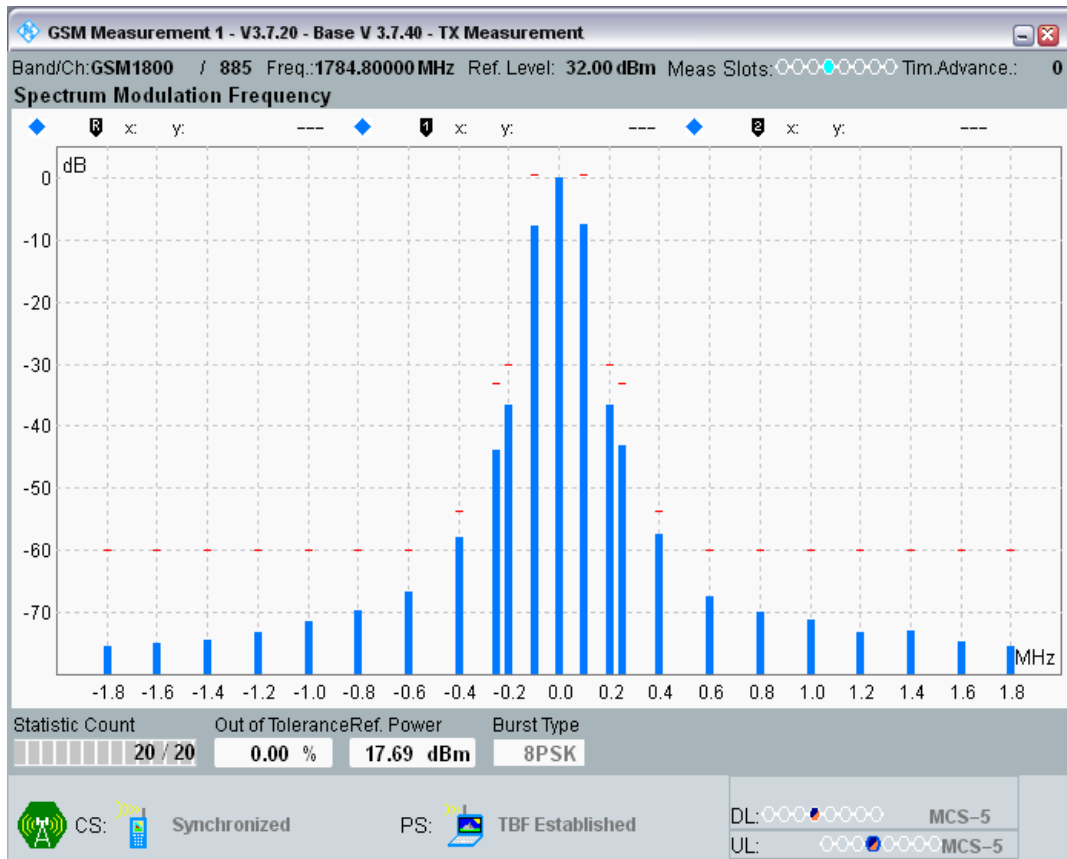 GSM Measurement 1 - V3.7.20 - Base V 3.7.40 - TX Measurement
Band/Ch:GSM1800 / 885 Freq.:1784.80000MHz Ref. Level: 32.00 dBm Meas Slots: Tim.Advance.: 0
Spectrum Modulation Frequency
R x: y: --- 1 x: y: --- 2 x: y: ---
dB
0
-10
-20
-30
-40
-50
-60
-70
MHz
-1.8 -1.6 -1.4 -1.2 -1.0 -0.8 -0.6 -0.4 -0.2 0.0 0.2 0.4 0.6 0.8 1.0 1.2 1.4 1.6 1.8
Statistic Count Out of Tolerance Ref. Power Burst Type
20 / 20 0.00 % 17.69 dBm 8PSK
CS: Synchronized PS: TBF Established
DL: MCS-5
UL: MCS-5